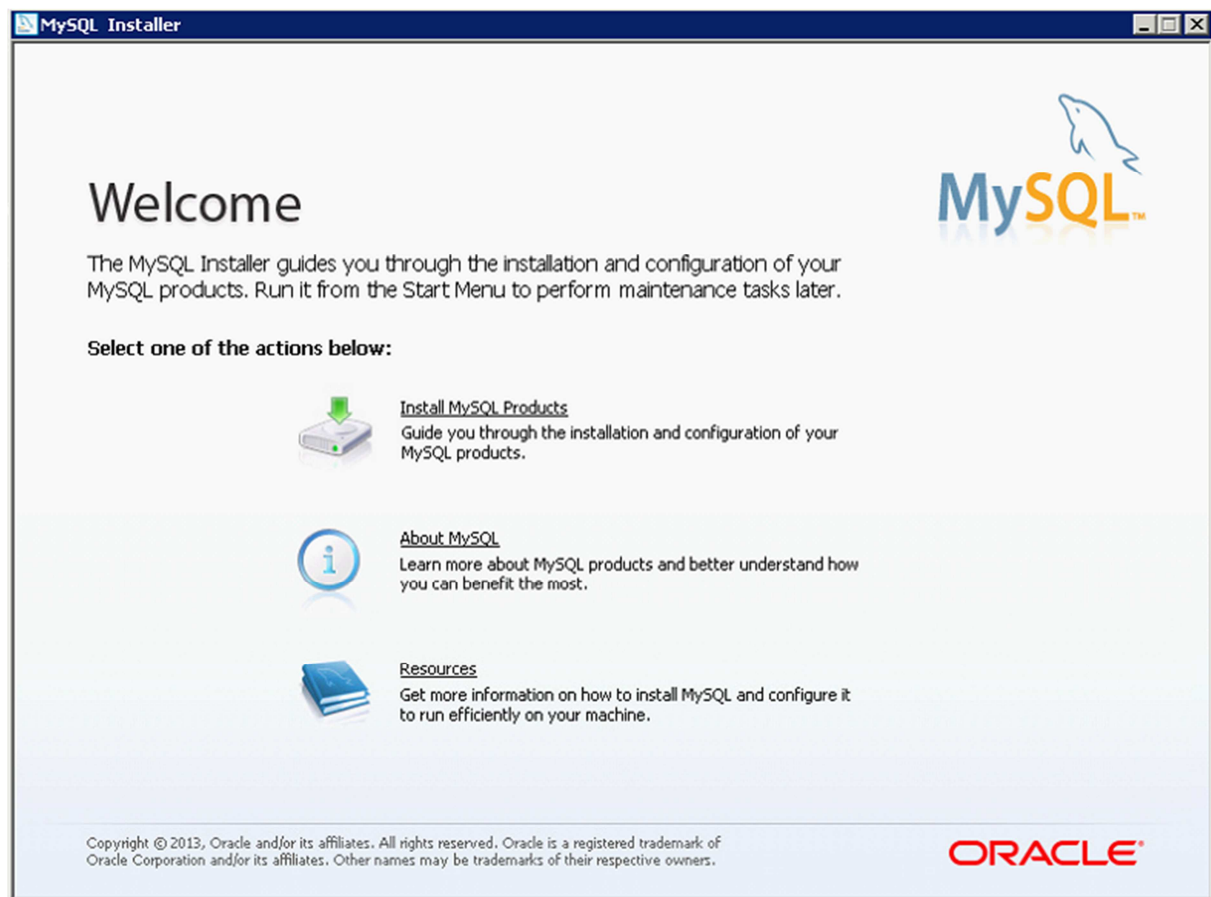 MySQL Installer
MySQL™
Welcome
The MySQL Installer guides you through the installation and configuration of your
MySQL products. Run it from the Start Menu to perform maintenance tasks later.
Select one of the actions below:
Install MySQL Products
Guide you through the installation and configuration of your
MySQL products.
About MySQL
Learn more about MySQL products and better understand how
you can benefit the most.
Resources
Get more information on how to install MySQL and configure it
to run efficiently on your machine.
Copyright © 2013, Oracle and/or its affiliates. All rights reserved. Oracle is a registered trademark of
Oracle Corporation and/or its affiliates. Other names may be trademarks of their respective owners.
ORACLE®